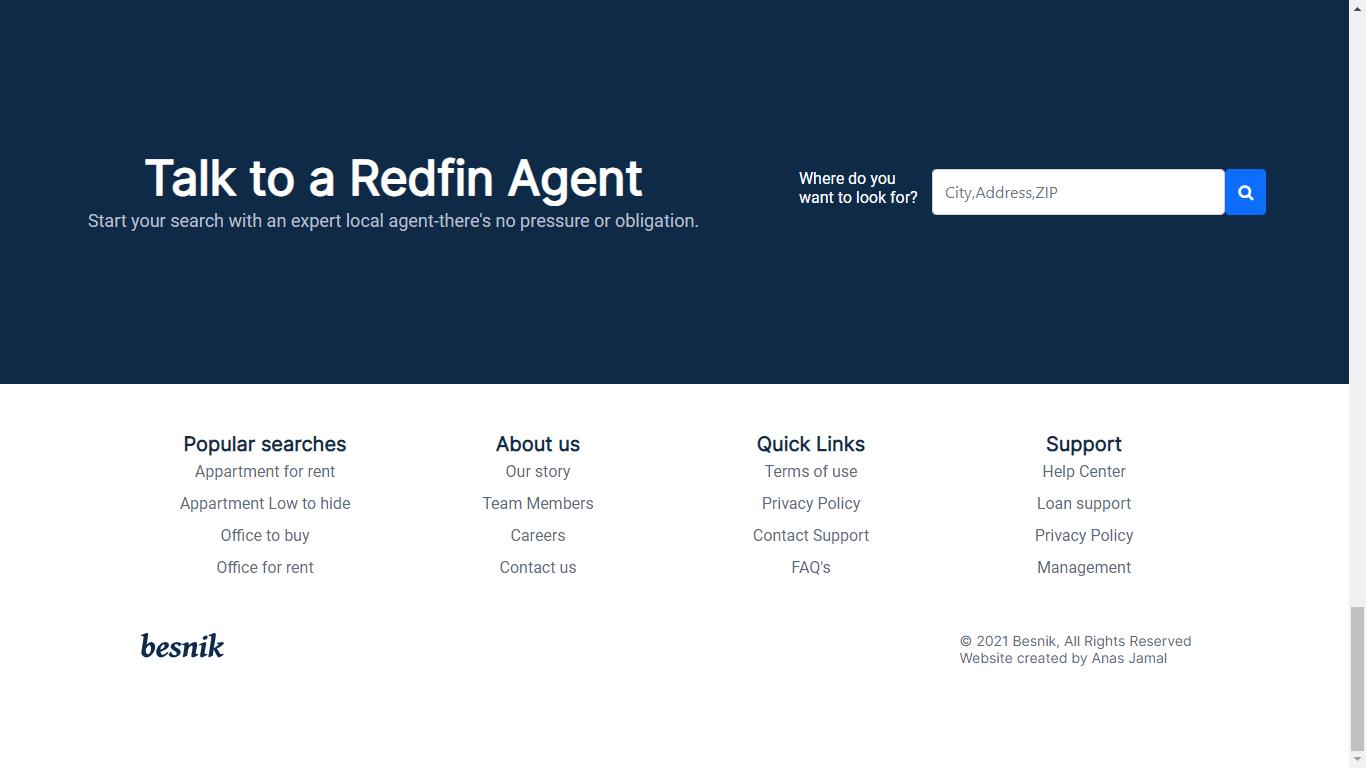 Talk to a Redfin Agent
Start your search with an expert local agent-there's no pressure or obligation.
Where do you
want to look for?
City,Address,ZIP
Popular searches
Appartment for rent
Appartment Low to hide
Office to buy
Office for rent
About us
Our story
Team Members
Careers
Contact us
Quick Links
Terms of use
Privacy Policy
Contact Support
FAQ's
Support
Help Center
Loan support
Privacy Policy
Management
besnik
© 2021 Besnik, All Rights Reserved
Website created by Anas Jamal